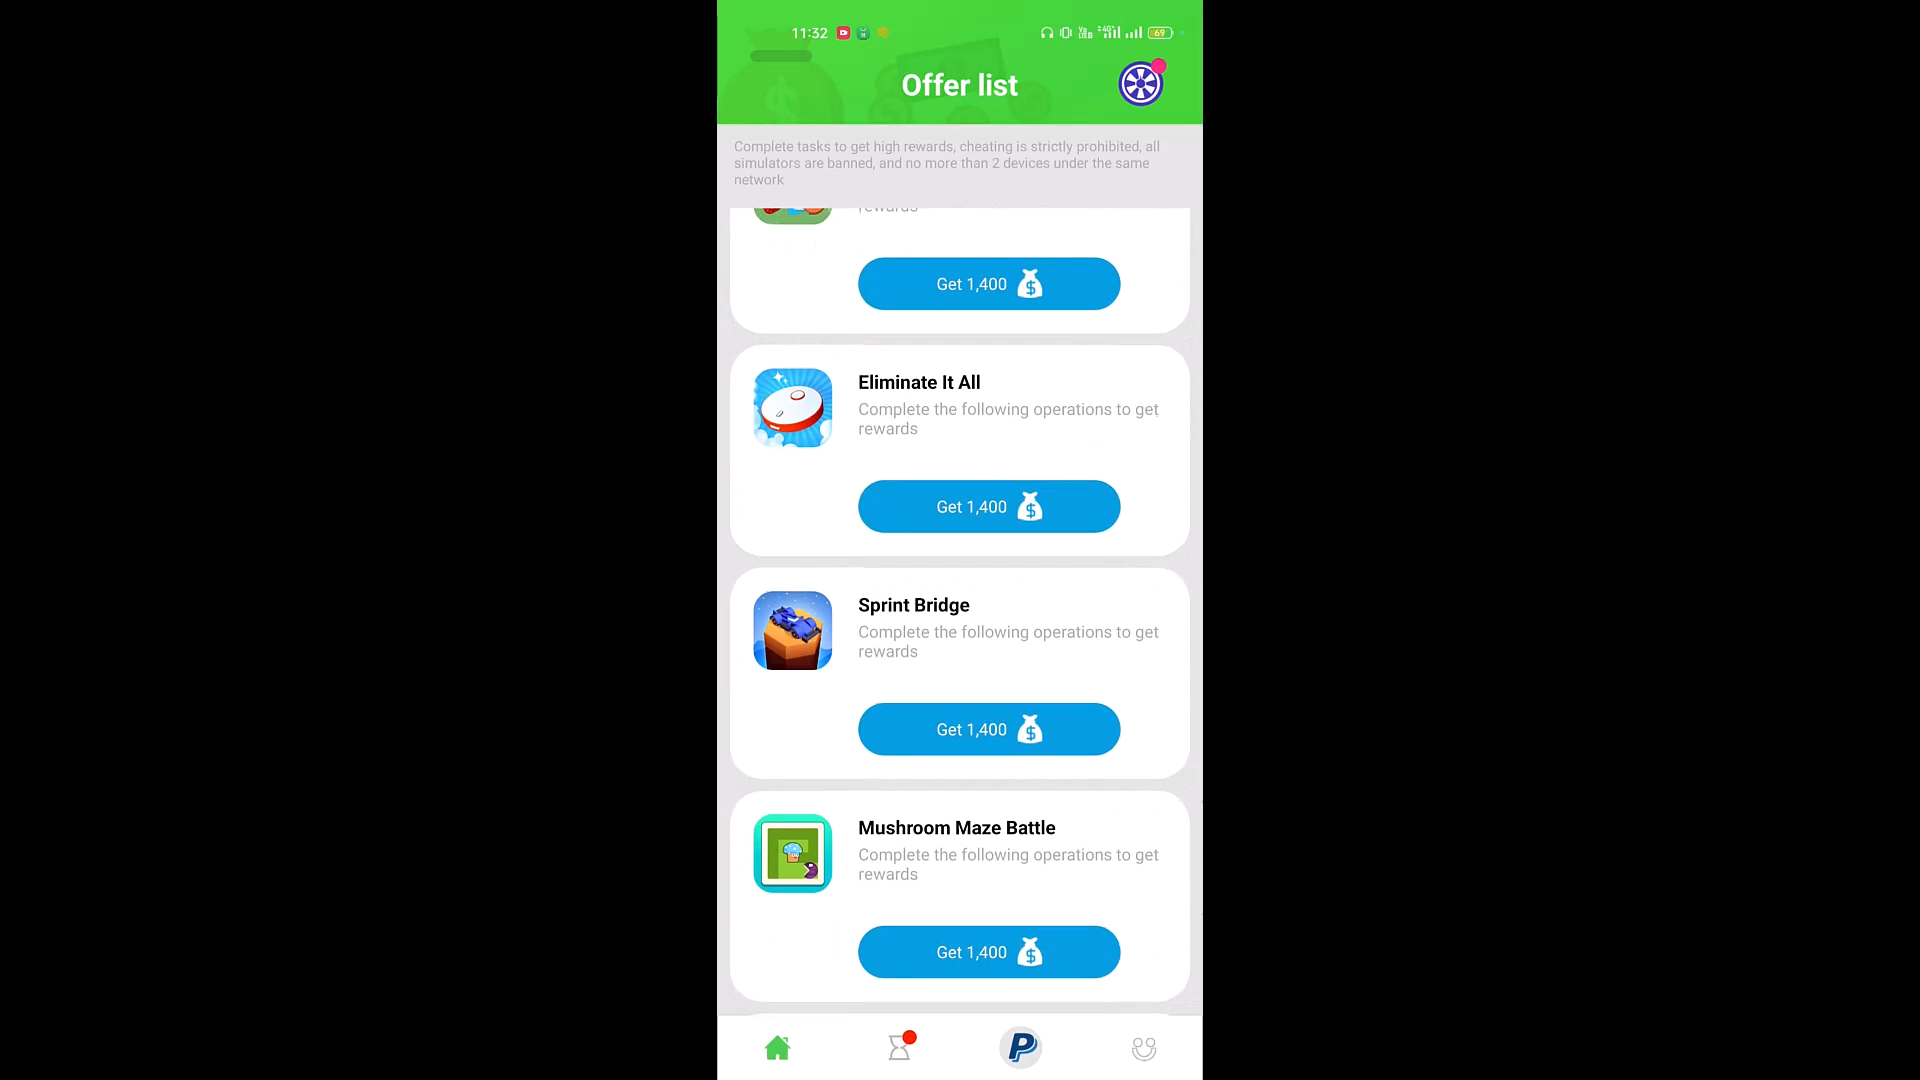 11:32
69
Offer list
Complete tasks to get high rewards, cheating is strictly prohibited, all
simulators are banned, and no more than 2 devices under the same
network
rewards
Get 1,400
Eliminate It All
Complete the following operations to get
rewards
Get 1,400
Sprint Bridge
Complete the following operations to get
rewards
Get 1,400
Mushroom Maze Battle
Complete the following operations to get
rewards
Get 1,400